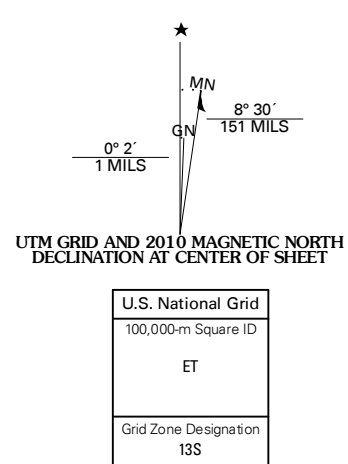 ★
MN
8° 30´
151 MILS
GN
0° 2´
1 MILS
UTM GRID AND 2010 MAGNETIC NORTH
DECLINATION AT CENTER OF SHEET
U.S. National Grid
100,000-m Square ID
ET
Grid Zone Designation
13S